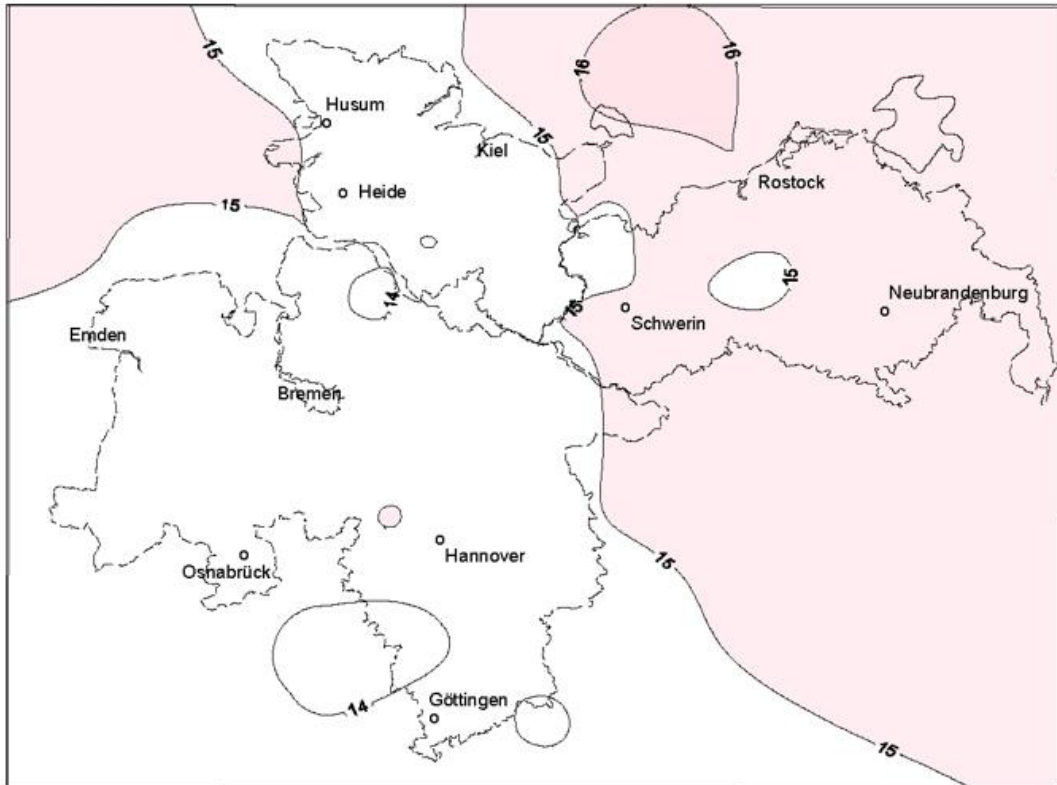 15
16
16
15
Husum
Kiel
Heide
Rostock
15
15
14
15
Neubrandenburg
Schwerin
Emden
Bremen
Hannover
15
Osnabrück
Göttingen
14
15